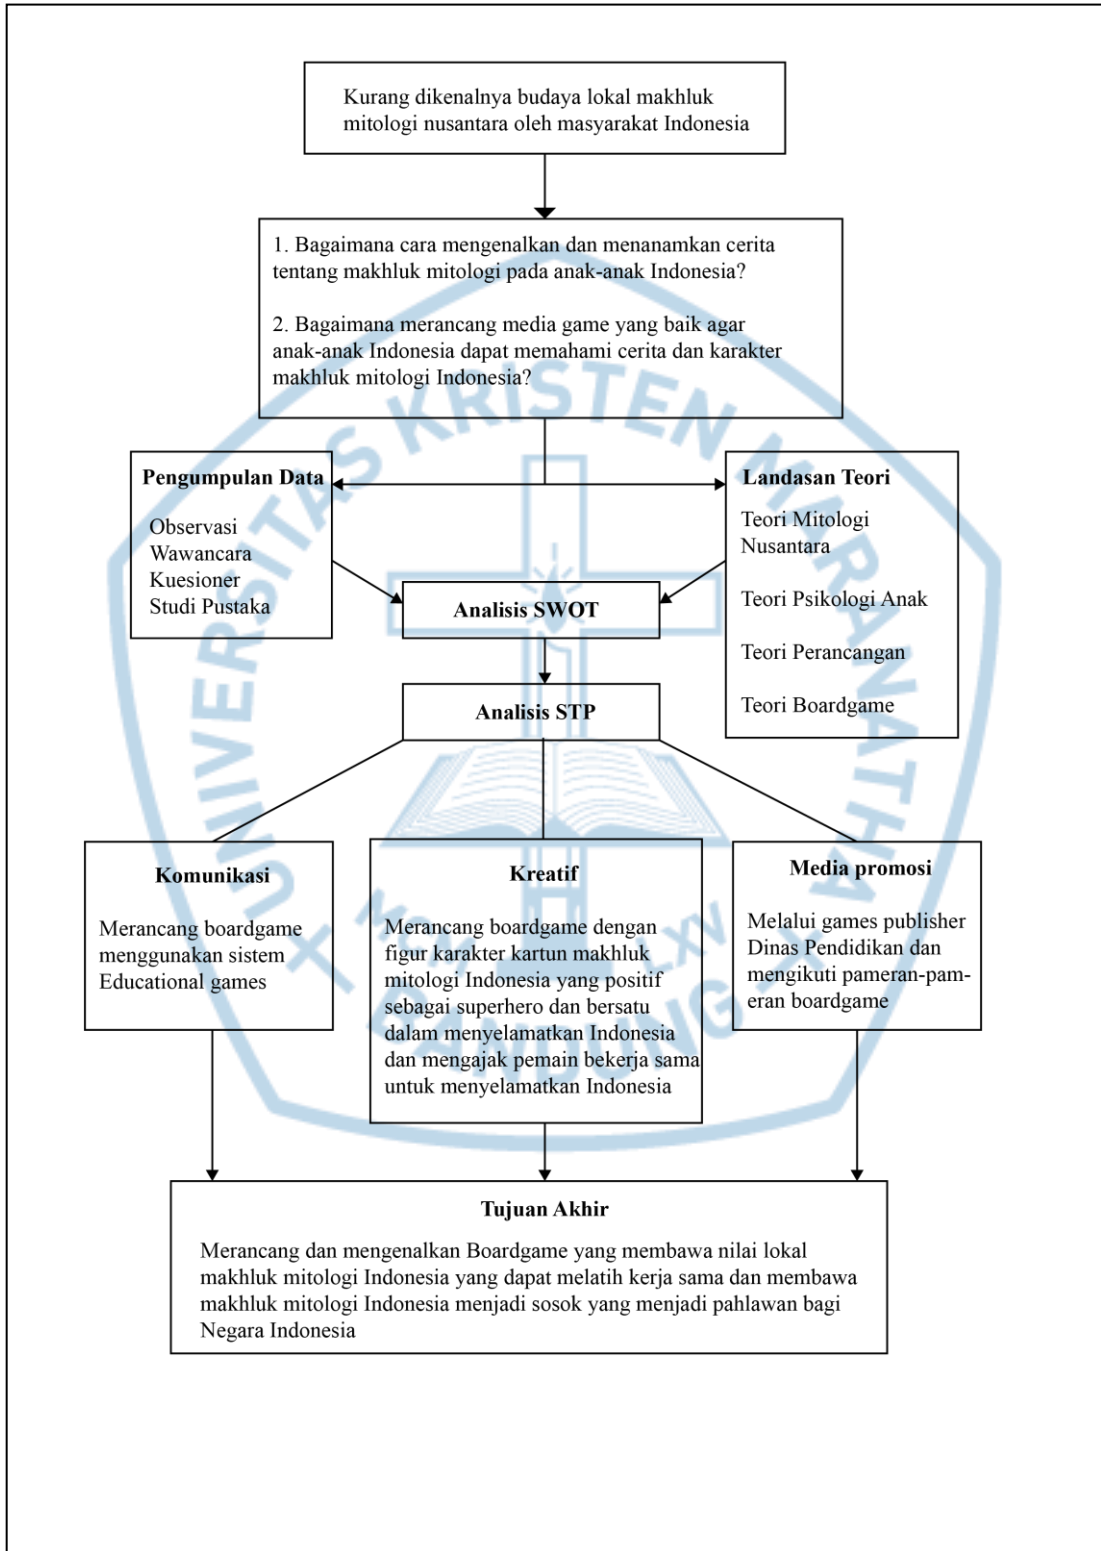 Kurang dikenalnya budaya lokal makhluk
mitologi nusantara oleh masyarakat Indonesia
1. Bagaimana cara mengenalkan dan menanamkan cerita
tentang makhluk mitologi pada anak-anak Indonesia?
2. Bagaimana merancang media game yang baik agar
anak-anak Indonesia dapat memahami cerita dan karakter
makhluk mitologi Indonesia?
Pengumpulan Data
Observasi
Wawancara
Kuesioner
Studi Pustaka
Landasan Teori
Teori Mitologi
Nusantara
Teori Psikologi Anak
Teori Perancangan
Teori Boardgame
Analisis SWOT
Analisis STP
Komunikasi
Merancang boardgame
menggunakan sistem
Educational games
Kreatif
Merancang boardgame dengan
figur karakter kartun makhluk
mitologi Indonesia yang positif
sebagai superhero dan bersatu
dalam menyelamatkan Indonesia
dan mengajak pemain bekerja sama
untuk menyelamatkan Indonesia
Media promosi
Melalui games publisher
Dinas Pendidikan dan
mengikuti pameran-pam-
eran boardgame
Tujuan Akhir
Merancang dan mengenalkan Boardgame yang membawa nilai lokal
makhluk mitologi Indonesia yang dapat melatih kerja sama dan membawa
makhluk mitologi Indonesia menjadi sosok yang menjadi pahlawan bagi
Negara Indonesia
UNIVERSITAS KRISTEN MARANATHA
MCM LXV
BANDUNG